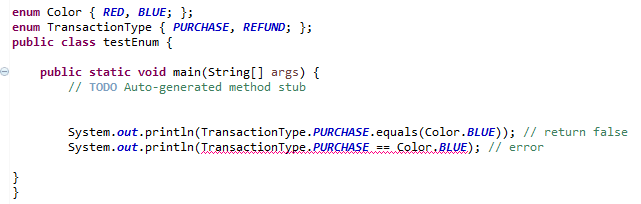 enum Color { RED, BLUE; };
enum TransactionType { PURCHASE, REFUND; };
public class testEnum {
public static void main(String[] args) {
// TODO Auto-generated method stub
System.out.println(TransactionType.PURCHASE.equals(Color.BLUE)); // return false
System.out.println(TransactionType.PURCHASE == Color.BLUE); // error
}
}